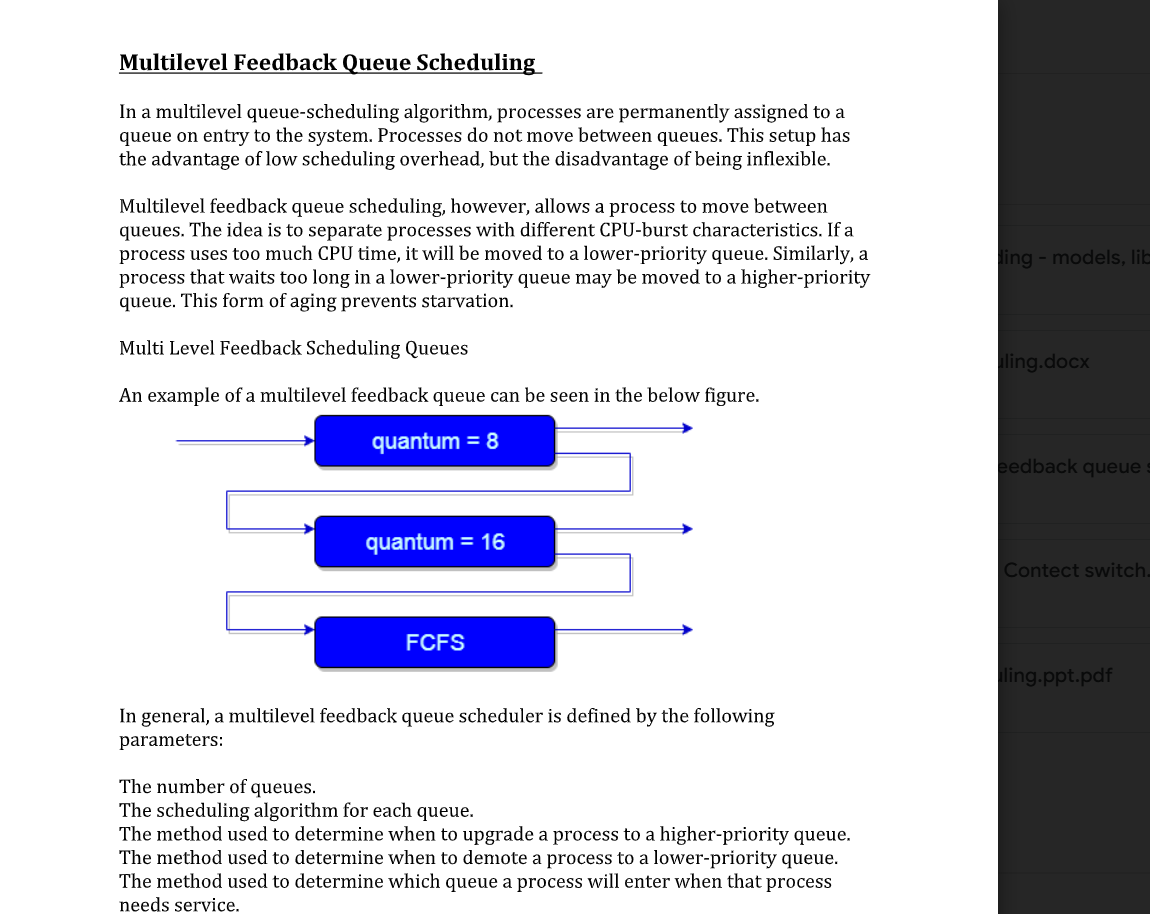 Multilevel Feedback Queue Scheduling
In a multilevel queue-scheduling algorithm, processes are permanently assigned to a
queue on entry to the system. Processes do not move between queues. This setup has
the advantage of low scheduling overhead, but the disadvantage of being inflexible.
Multilevel feedback queue scheduling, however, allows a process to move between
queues. The idea is to separate processes with different CPU-burst characteristics. If a
process uses too much CPU time, it will be moved to a lower-priority queue. Similarly, a
process that waits too long in a lower-priority queue may be moved to a higher-priority
queue. This form of aging prevents starvation.
Multi Level Feedback Scheduling Queues
An example of a multilevel feedback queue can be seen in the below figure.
quantum = 8
quantum = 16
FCFS
In general, a multilevel feedback queue scheduler is defined by the following
parameters:
The number of queues.
The scheduling algorithm for each queue.
The method used to determine when to upgrade a process to a higher-priority queue.
The method used to determine when to demote a process to a lower-priority queue.
The method used to determine which queue a process will enter when that process
needs service.
- models,
queue
Contect switch.